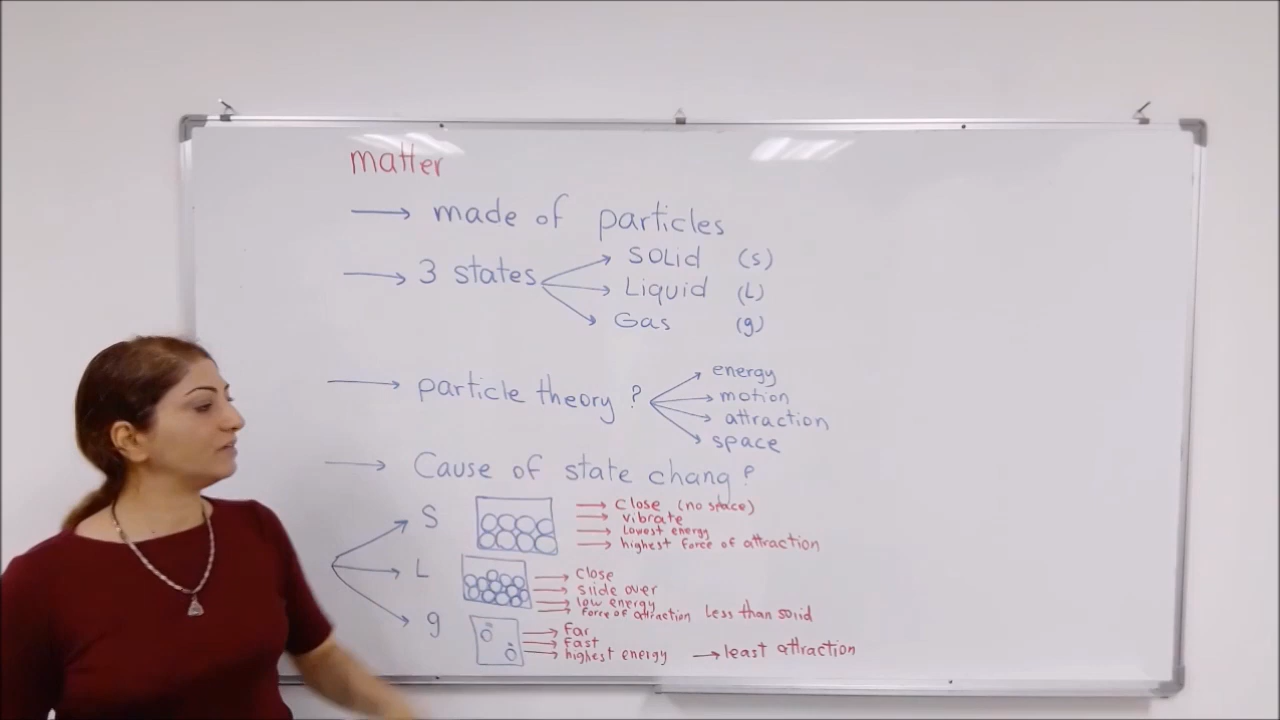 matter
made of particles
3 states
SOLid (s)
Liquid (L)
Gas (g)
particle theory ?
energy
motion
attraction
space
Cause of state chang ?
S
close (no space)
vibrate
Lowest energy
highest force of attraction
L
close
slide over
low energy
force of attraction Less than solid
g
far
fast
highest energy → least attraction